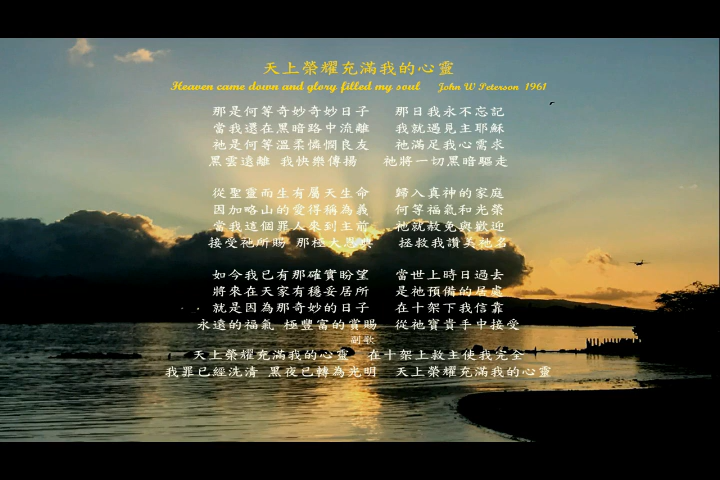 天上榮耀充滿我的心靈
Heaven came down and glory filled my soul John W Peterson 1961
那是何等奇妙奇妙日子 那日我永不忘記
當我還在黑暗路中流離 我就遇見主耶穌
祂是何等溫柔憐憫良友 祂滿足我心需求
黑雲遠離 我快樂傳揚 祂將一切黑暗驅走
從聖靈而生有屬天生命 歸入真神的家庭
因加略山的愛得稱為義 何等福氣和光榮
當我這個罪人來到主前 祂就赦免與歡迎
接受祂所賜 那極大恩典 拯救我讚美祂名
如今我已有那確實盼望 當世上時日過去
將來在天家有穩妥居所 是祂預備的居處
就是因為那奇妙的日子 在十架下我信靠
永遠的福氣 極豐富的賞賜 從祂寶貴手中接受
副歌
天上榮耀充滿我的心靈 在十架上救主使我完全
我罪已經洗清 黑夜已轉為光明 天上榮耀充滿我的心靈